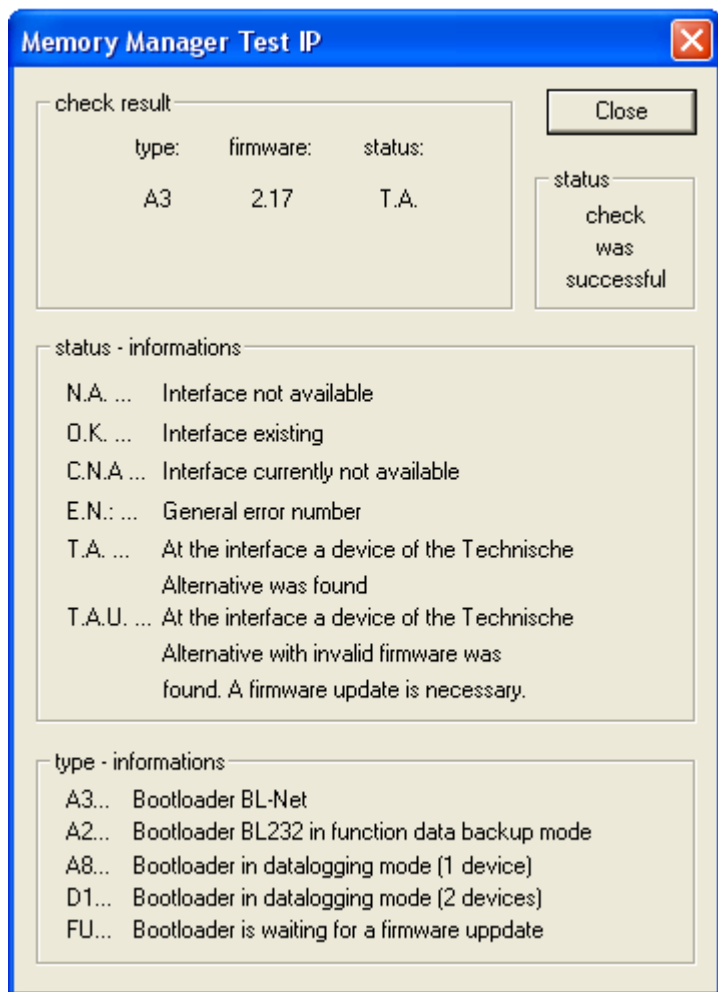 Memory Manager Test IP
check result
type: firmware: status:
A3 2.17 T.A.
Close
status
check
was
successful
status - informations
N.A. ... Interface not available
O.K. ... Interface existing
C.N.A ... Interface currently not available
E.N.: ... General error number
T.A. ... At the interface a device of the Technische
Alternative was found
T.A.U. ... At the interface a device of the Technische
Alternative with invalid firmware was
found. A firmware update is necessary.
type - informations
A3... Bootloader BL-Net
A2... Bootloader BL232 in function data backup mode
A8... Bootloader in datalogging mode (1 device)
D1... Bootloader in datalogging mode (2 devices)
FU... Bootloader is waiting for a firmware uppdate